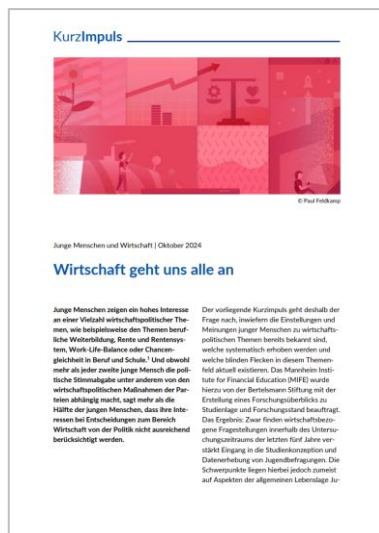 KurzImpuls
© Paul Feldkamp
Junge Menschen und Wirtschaft | Oktober 2024
Wirtschaft geht uns alle an
Junge Menschen zeigen ein hohes Interesse
an einer Vielzahl wirtschaftspolitischer The-
men, wie beispielsweise den Themen beruf-
liche Weiterbildung, Rente und Rentensys-
tem, Work-Life-Balance oder Chancen-
gleichheit in Beruf und Schule.¹ Und obwohl
mehr als jeder zweite junge Mensch die poli-
tische Stimmabgabe unter anderem von den
wirtschaftspolitischen Maßnahmen der Par-
teien abhängig macht, sagt mehr als die
Hälfte der jungen Menschen, dass ihre Inte-
ressen bei Entscheidungen zum Bereich
Wirtschaft von der Politik nicht ausreichend
berücksichtigt werden.
Der vorliegende Kurzimpuls geht deshalb der
Frage nach, inwiefern die Einstellungen und
Meinungen junger Menschen zu wirtschafts-
politischen Themen bereits bekannt sind,
welche systematisch erhoben werden und
welche blinden Flecken in diesem Themen-
feld aktuell existieren. Das Mannheim Insti-
tute for Financial Education (MIFE) wurde
hierzu von der Bertelsmann Stiftung mit der
Erstellung eines Forschungsüberblicks zu
Studienlage und Forschungsstand beauftragt.
Das Ergebnis: Zwar finden wirtschaftsbezo-
gene Fragestellungen innerhalb des Untersu-
chungszeitraums der letzten fünf Jahre ver-
stärkt Eingang in die Studienkonzeption und
Datenerhebung von Jugendbefragungen. Die
Schwerpunkte liegen hierbei jedoch zumeist
auf Aspekten der allgemeinen Lebenslage Ju-